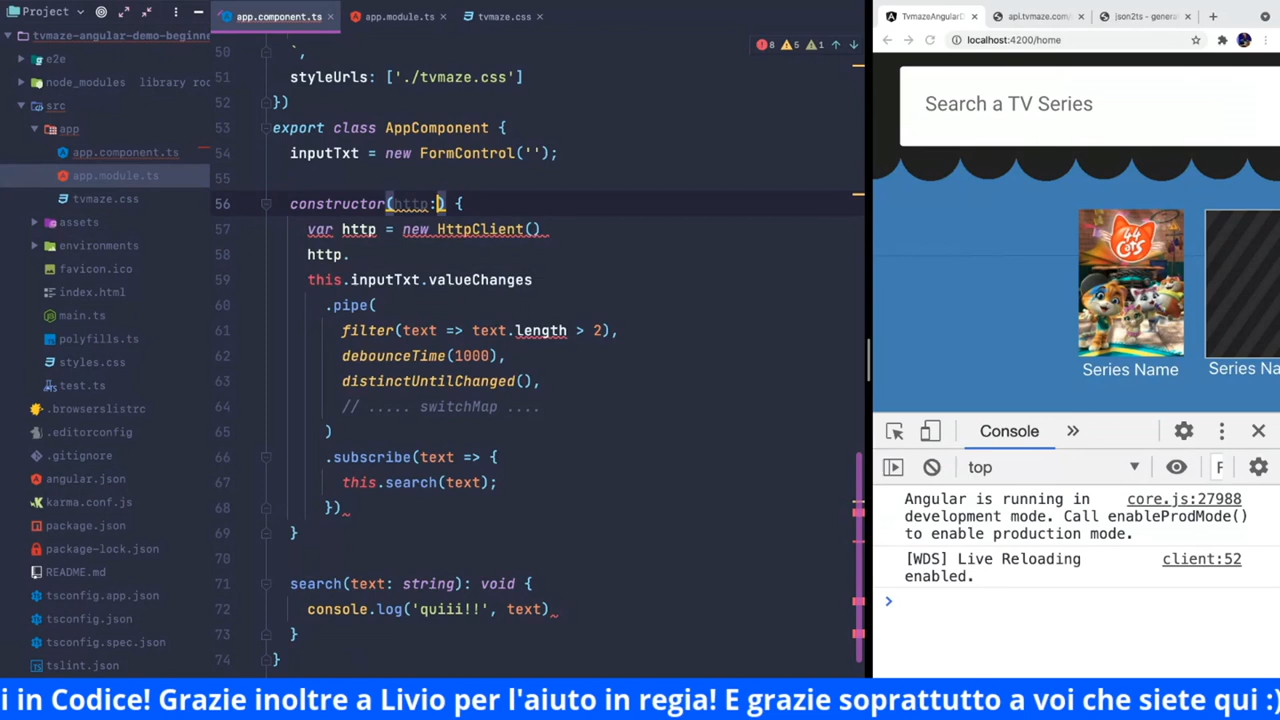 Project
app.component.ts
app.module.ts
tvmaze.css
tvmaze-angular-demo-beginne
e2e
node_modules library roo
src
app
app.component.ts
app.module.ts
tvmaze.css
assets
environments
favicon.ico
index.html
main.ts
polyfills.ts
styles.css
test.ts
.browserslistrc
.editorconfig
.gitignore
angular.json
karma.conf.js
package.json
package-lock.json
README.md
tsconfig.app.json
tsconfig.json
tsconfig.spec.json
tslint.json
8 5 1
50 `,
51 styleUrls: ['./tvmaze.css']
52 })
53 export class AppComponent {
54 inputTxt = new FormControl('');
55
56 constructor(http:) {
57 var http = new HttpClient()
58 http.
59 this.inputTxt.valueChanges
60 .pipe(
61 filter(text => text.length > 2),
62 debounceTime(1000),
63 distinctUntilChanged(),
64 // ..... switchMap ....
65 )
66 .subscribe(text => {
67 this.search(text);
68 })
69 }
70
71 search(text: string): void {
72 console.log('quiii!!', text)
73 }
74 }
TvmazeAngularD
api.tvmaze.com/
json2ts - genera
localhost:4200/home
Search a TV Series
44 CATS
Series Name
Series Na
Console
top
F
Angular is running in core.js:27988
development mode. Call enableProdMode()
to enable production mode.
[WDS] Live Reloading client:52
enabled.
i in Codice! Grazie inoltre a Livio per l'aiuto in regia! E grazie soprattutto a voi che siete qui :)